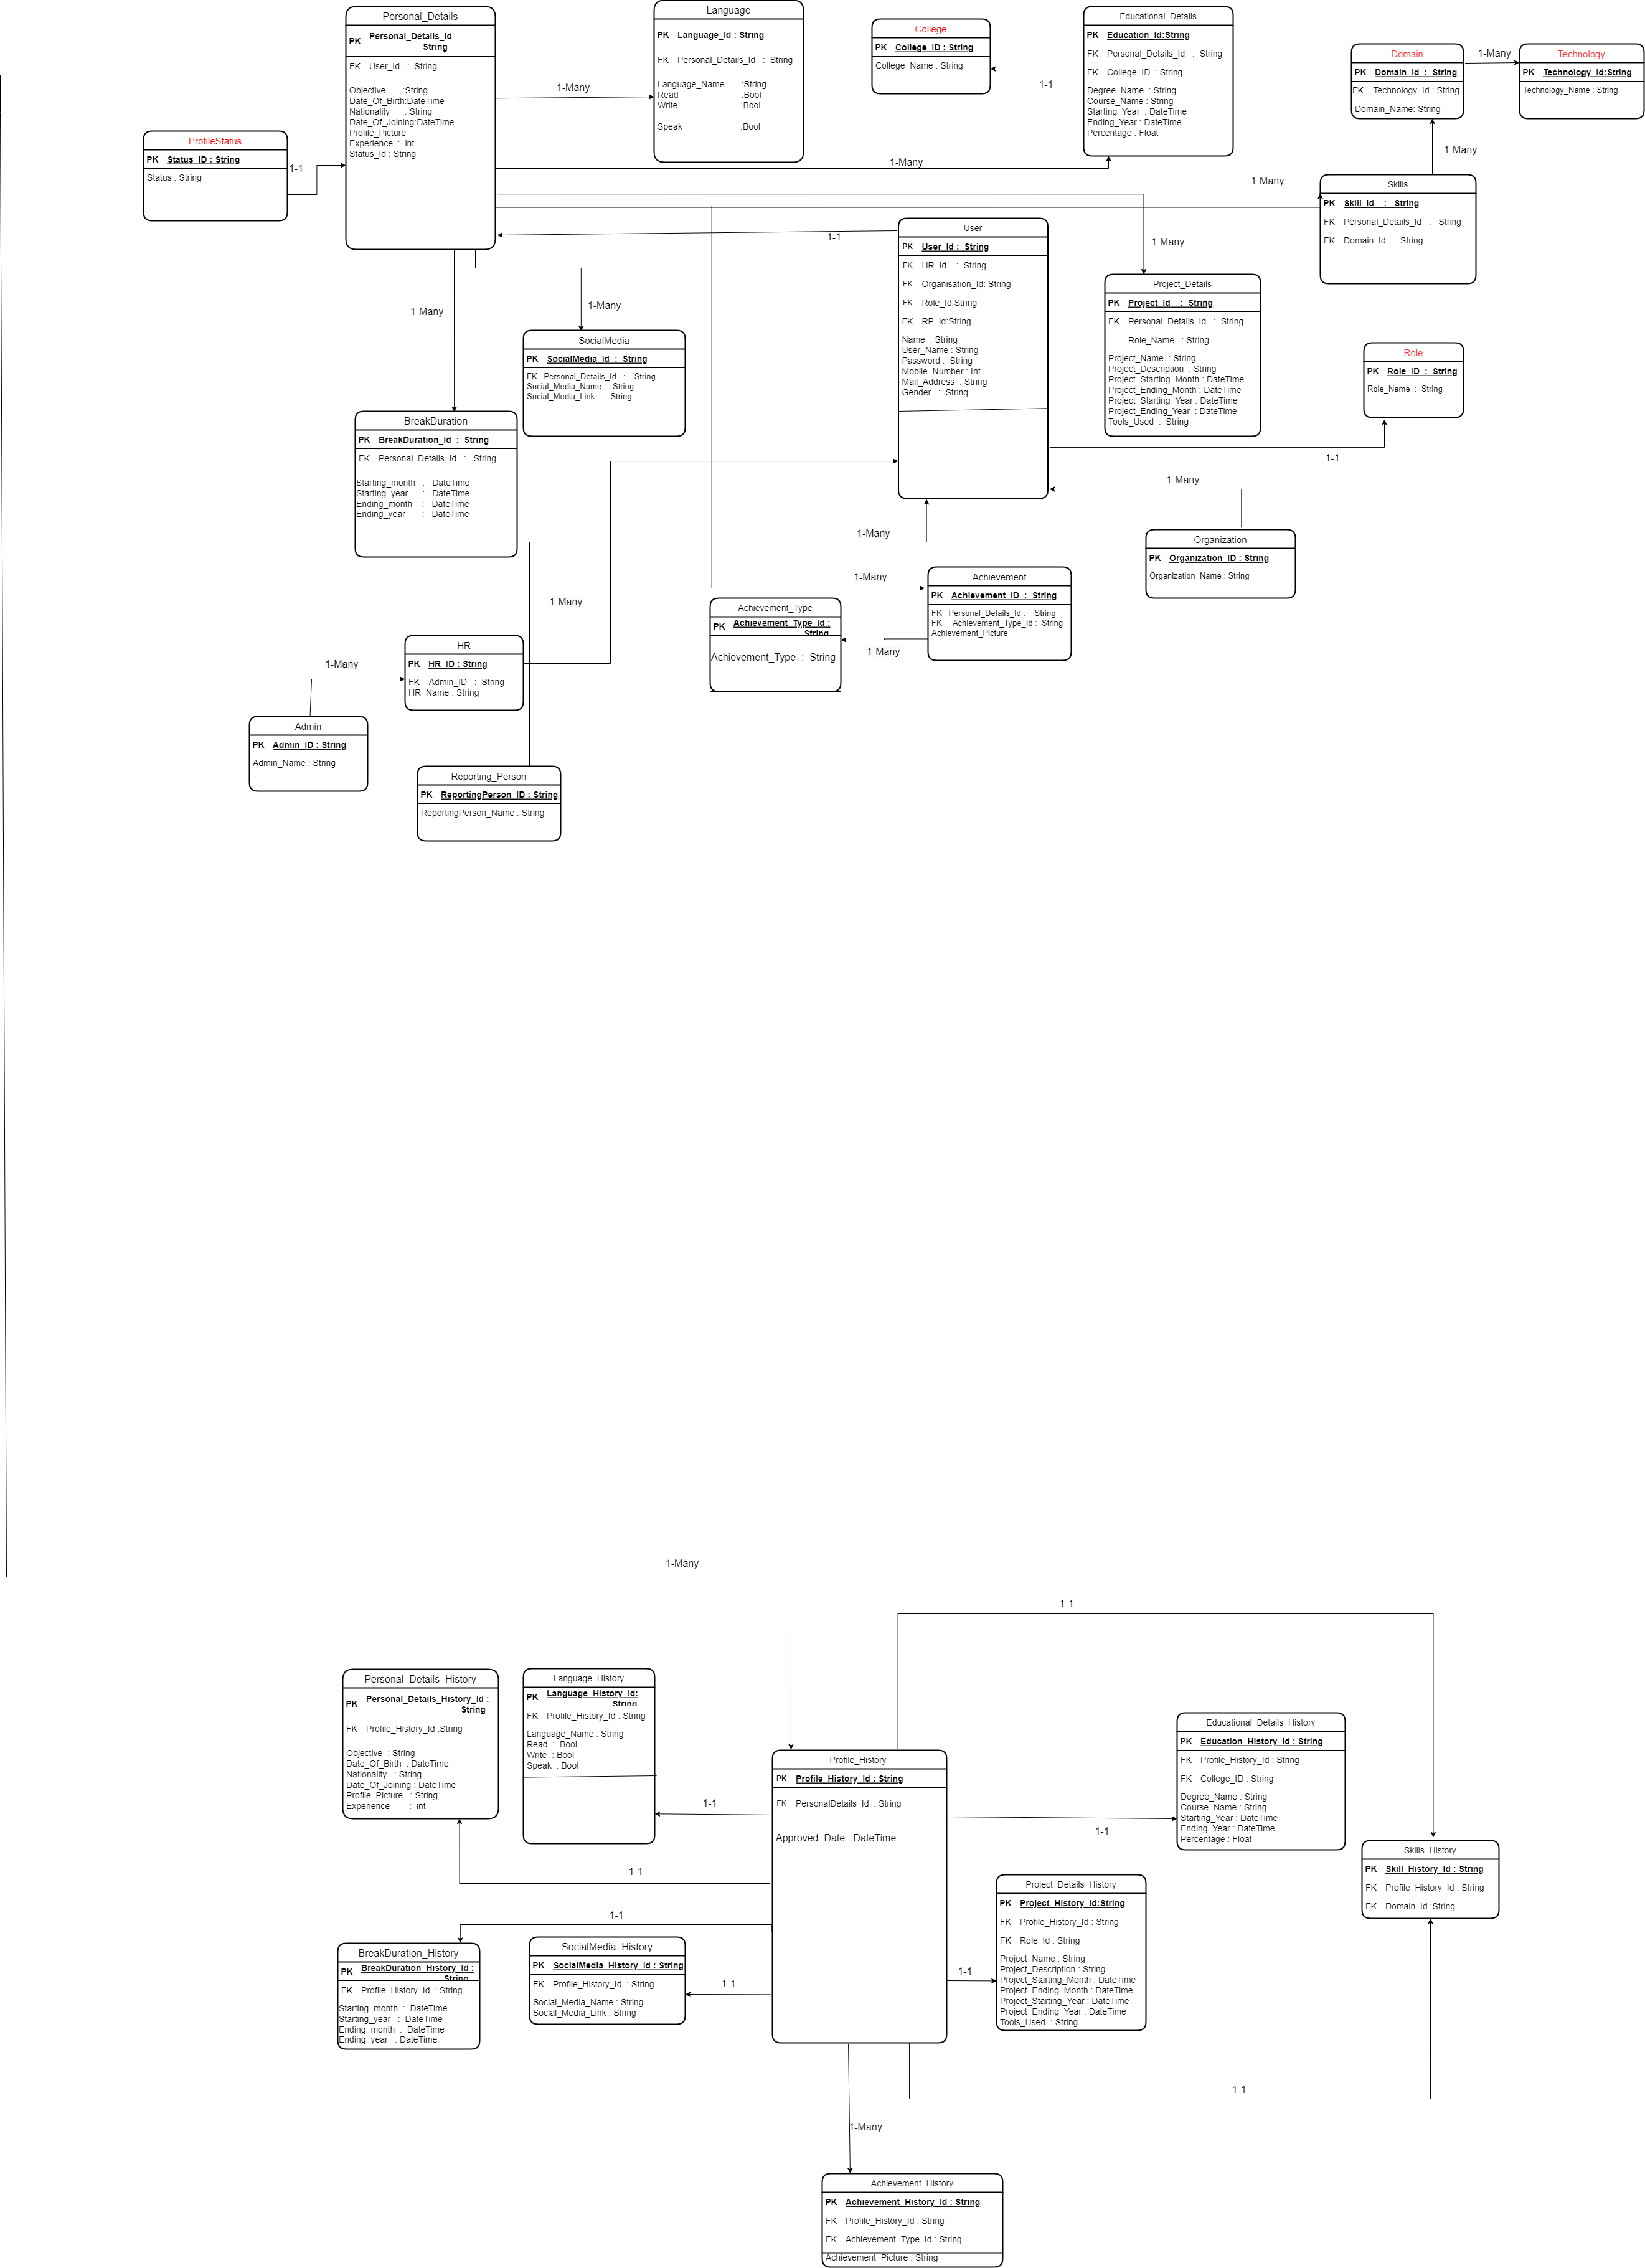 Personal_Details
PK Personal_Details_Id
String
FK User_Id : String
Objective :String
Date_Of_Birth:DateTime
Nationality : String
Date_Of_Joining:DateTime
Profile_Picture
Experience : int
Status_Id : String
Language
PK Language_Id : String
FK Personal_Details_Id : String
Language_Name :String
Read :Bool
Write :Bool
Speak :Bool
College
PK College_ID : String
College_Name : String
Educational_Details
PK Education_Id:String
FK Personal_Details_Id : String
FK College_ID : String
Degree_Name : String
Course_Name : String
Starting_Year : DateTime
Ending_Year : DateTime
Percentage : Float
Domain
PK Domain_Id : String
FK Technology_Id : String
Domain_Name: String
1-Many
Technology
PK Technology_Id:String
Technology_Name : String
1-Many
1-1
ProfileStatus
PK Status_ID : String
Status : String
1-1
1-Many
1-Many
1-Many
Skills
PK Skill_Id : String
FK Personal_Details_Id : String
FK Domain_Id : String
1-1
User
PK User_Id : String
FK HR_Id : String
FK Organisation_Id: String
FK Role_Id:String
FK RP_Id:String
Name : String
User_Name : String
Password : String
Mobile_Number : Int
Mail_Address : String
Gender : String
1-Many
Project_Details
PK Project_Id : String
FK Personal_Details_Id : String
Role_Name : String
Project_Name : String
Project_Description : String
Project_Starting_Month : DateTime
Project_Ending_Month : DateTime
Project_Starting_Year : DateTime
Project_Ending_Year : DateTime
Tools_Used : String
1-Many
1-Many
SocialMedia
PK SocialMedia_Id : String
FK Personal_Details_Id : String
Social_Media_Name : String
Social_Media_Link : String
Role
PK Role_ID : String
Role_Name : String
BreakDuration
PK BreakDuration_Id : String
FK Personal_Details_Id : String
Starting_month : DateTime
Starting_year : DateTime
Ending_month : DateTime
Ending_year : DateTime
1-1
1-Many
1-Many
Organization
PK Organization_ID : String
Organization_Name : String
1-Many
1-Many
Achievement
PK Achievement_ID : String
FK Personal_Details_Id : String
FK Achievement_Type_Id : String
Achievement_Picture
Achievement_Type
PK Achievement_Type_Id :
String
Achievement_Type : String
1-Many
HR
PK HR_ID : String
FK Admin_ID : String
HR_Name : String
1-Many
Admin
PK Admin_ID : String
Admin_Name : String
Reporting_Person
PK ReportingPerson_ID : String
ReportingPerson_Name : String
1-Many
1-1
Personal_Details_History
PK Personal_Details_History_Id :
String
FK Profile_History_Id :String
Objective : String
Date_Of_Birth : DateTime
Nationality : String
Date_Of_Joining : DateTime
Profile_Picture : String
Experience : int
Language_History
PK Language_History_Id:
String
FK Profile_History_Id : String
Language_Name : String
Read : Bool
Write : Bool
Speak : Bool
Profile_History
PK Profile_History_Id : String
FK PersonalDetails_Id : String
Approved_Date : DateTime
Educational_Details_History
PK Education_History_Id : String
FK Profile_History_Id : String
FK College_ID : String
Degree_Name : String
Course_Name : String
Starting_Year : DateTime
Ending_Year : DateTime
Percentage : Float
1-1
1-1
1-1
Skills_History
PK Skill_History_Id : String
FK Profile_History_Id : String
FK Domain_Id :String
Project_Details_History
PK Project_History_Id:String
FK Profile_History_Id : String
FK Role_Id : String
Project_Name : String
Project_Description : String
Project_Starting_Month : DateTime
Project_Ending_Month : DateTime
Project_Starting_Year : DateTime
Project_Ending_Year : DateTime
Tools_Used : String
1-1
1-1
BreakDuration_History
PK BreakDuration_History_Id :
String
FK Profile_History_Id : String
Starting_month : DateTime
Starting_year : DateTime
Ending_month : DateTime
Ending_year : DateTime
SocialMedia_History
PK SocialMedia_History_Id : String
FK Profile_History_Id : String
Social_Media_Name : String
Social_Media_Link : String
1-1
1-1
1-Many
Achievement_History
PK Achievement_History_Id : String
FK Profile_History_Id : String
FK Achievement_Type_Id : String
Achievement_Picture : String